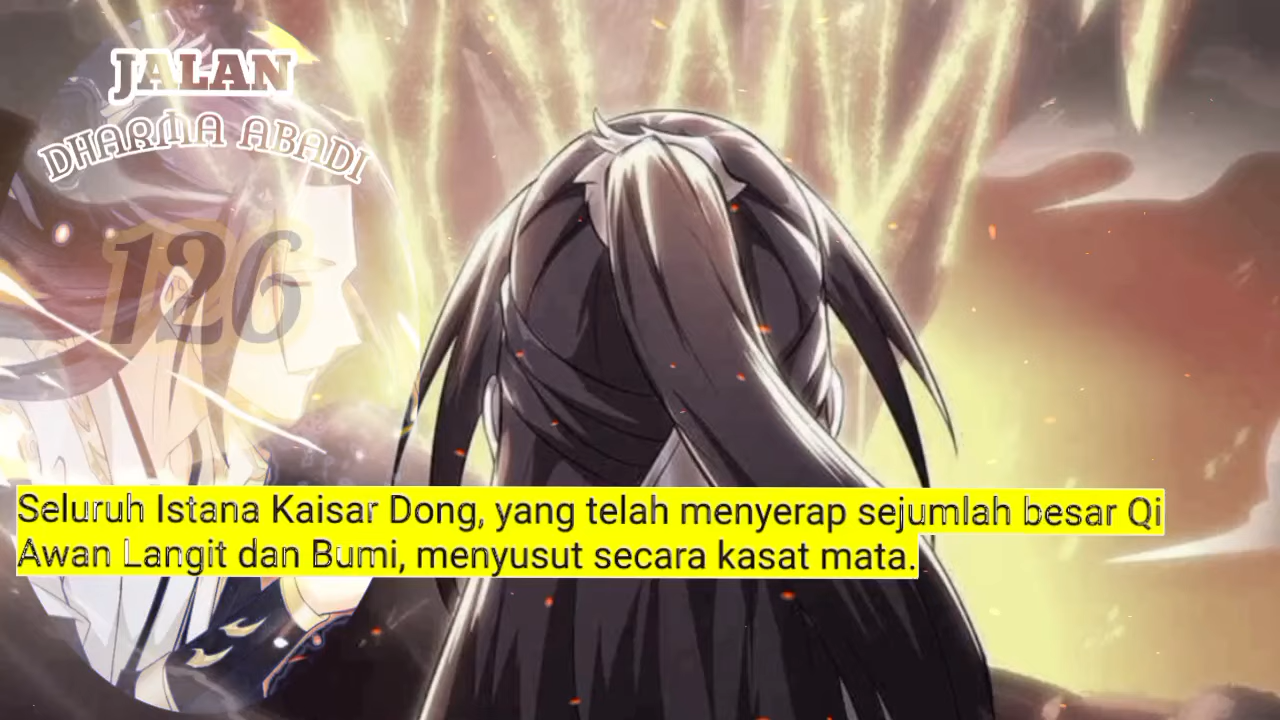 JALAN
DHARMA ABADI
126
Seluruh Istana Kaisar Dong, yang telah menyerap sejumlah besar Qi
Awan Langit dan Bumi, menyusut secara kasat mata.